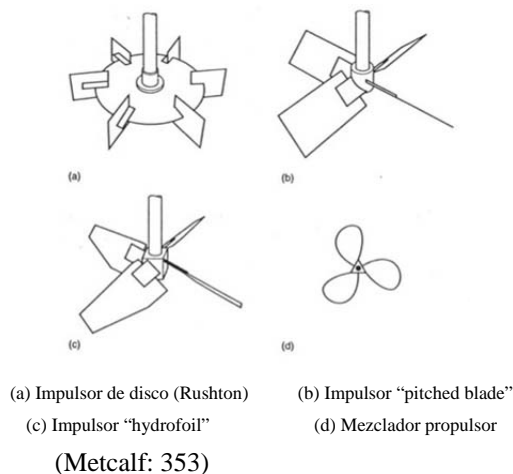 (a)
(b)
(c)
(d)
(a) Impulsor de disco (Rushton) (b) Impulsor “pitched blade”
(c) Impulsor “hydrofoil” (d) Mezclador propulsor
(Metcalf: 353)